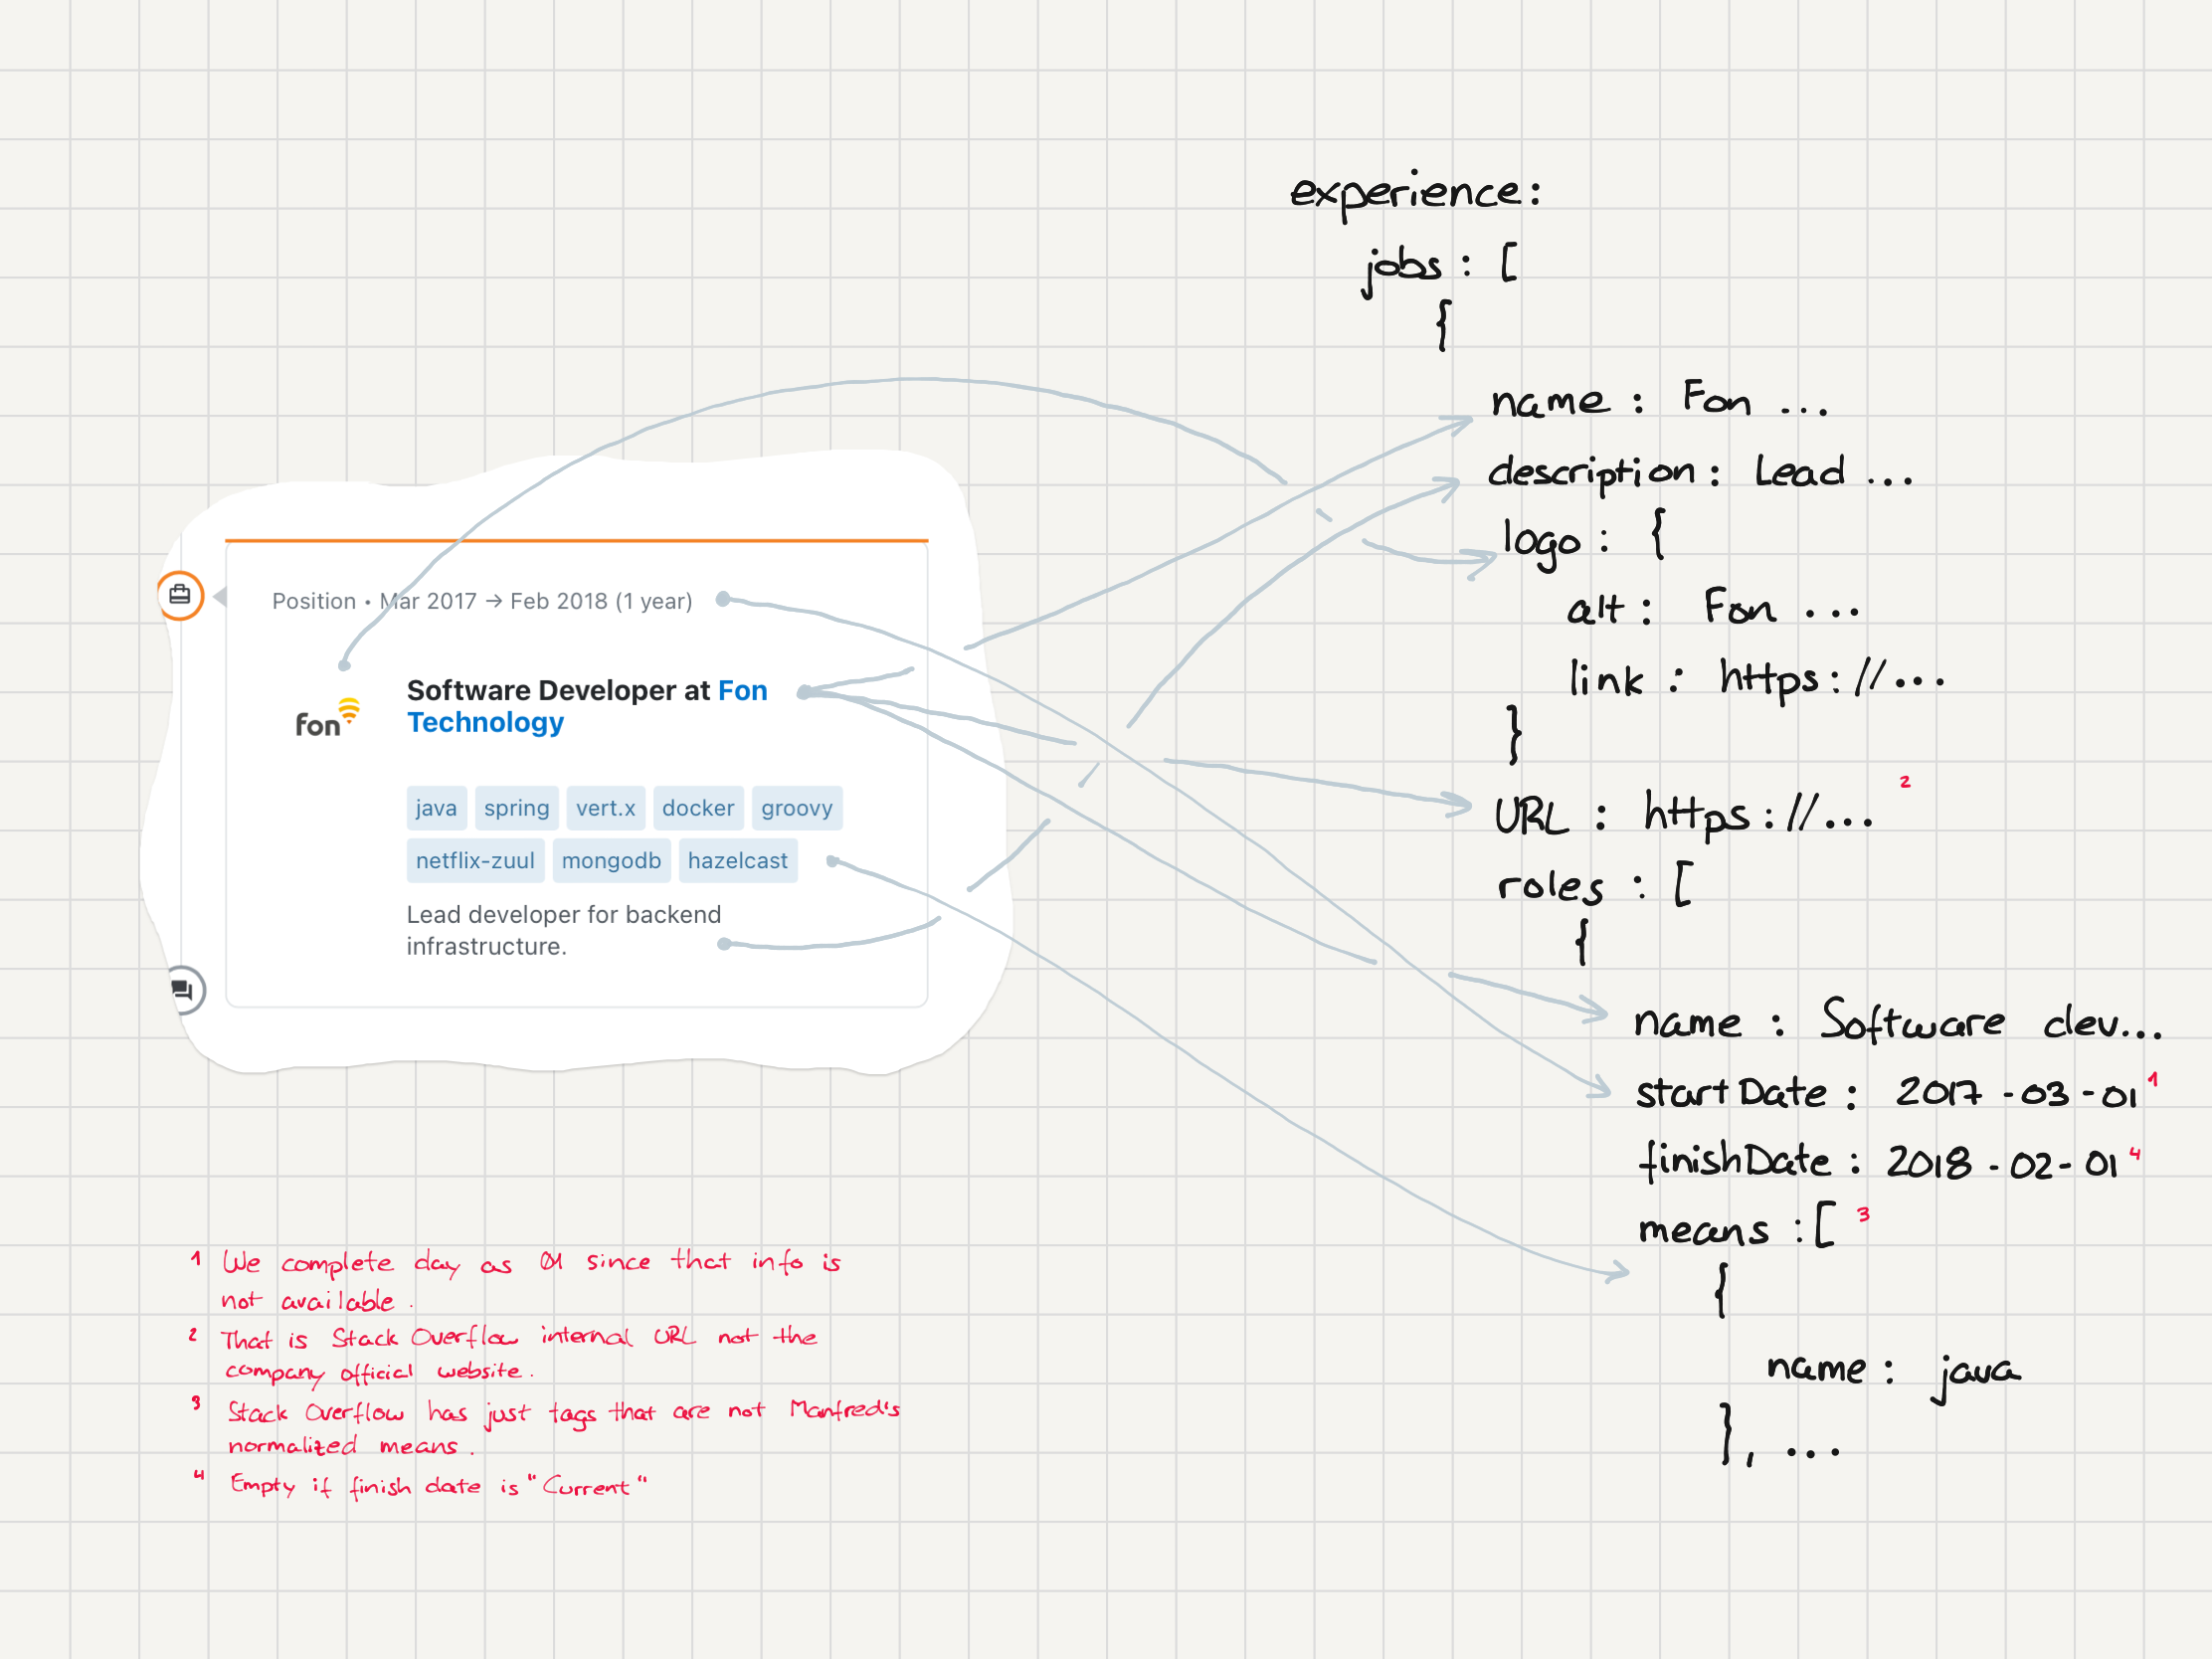 Position • Mar 2017 → Feb 2018 (1 year)
fon
Software Developer at Fon
Technology
java spring vert.x docker groovy
netflix-zuul mongodb hazelcast
Lead developer for backend
infrastructure.
experience:
jobs : [
{
name : Fon ...
description : Lead ...
logo : {
alt : Fon ...
link : https://...
}
URL : https://... 2
roles : [
{
name : Software dev...
startDate : 2017-03-01 1
finishDate : 2018-02-01 4
means : [ 3
{
name : java
}, ...
1 We complete day as 01 since that info is
not available.
2 That is Stack Overflow internal URL not the
company official website.
3 Stack Overflow has just tags that are not Manfred's
normalized means.
4 Empty if finish date is "Current"